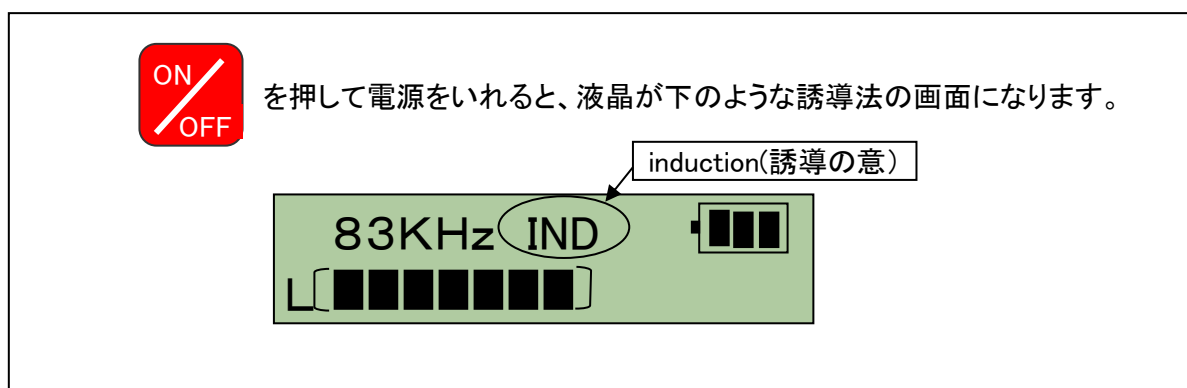 ON
OFF
を押して電源をいれると、液晶が下のような誘導法の画面になります。
induction(誘導の意)
83KHz IND
L